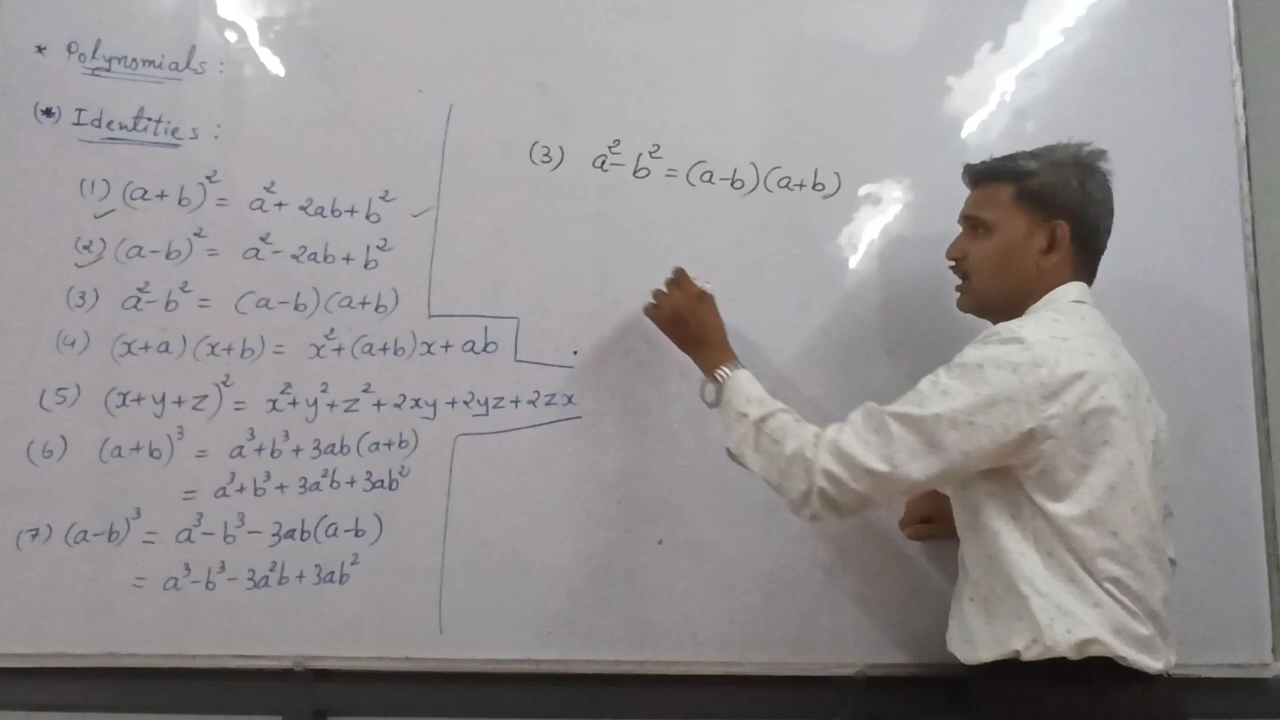 * Polynomials :
(*) Identities :
(1) (a+b)² = a² + 2ab + b²
(2) (a-b)² = a² - 2ab + b²
(3) a² - b² = (a-b)(a+b)
(4) (x+a)(x+b) = x² + (a+b)x + ab
(5) (x+y+z)² = x² + y² + z² + 2xy + 2yz + 2zx
(6) (a+b)³ = a³ + b³ + 3ab(a+b)
= a³ + b³ + 3a²b + 3ab²
(7) (a-b)³ = a³ - b³ - 3ab(a-b)
= a³ - b³ - 3a²b + 3ab²
(3) a² - b² = (a-b)(a+b)